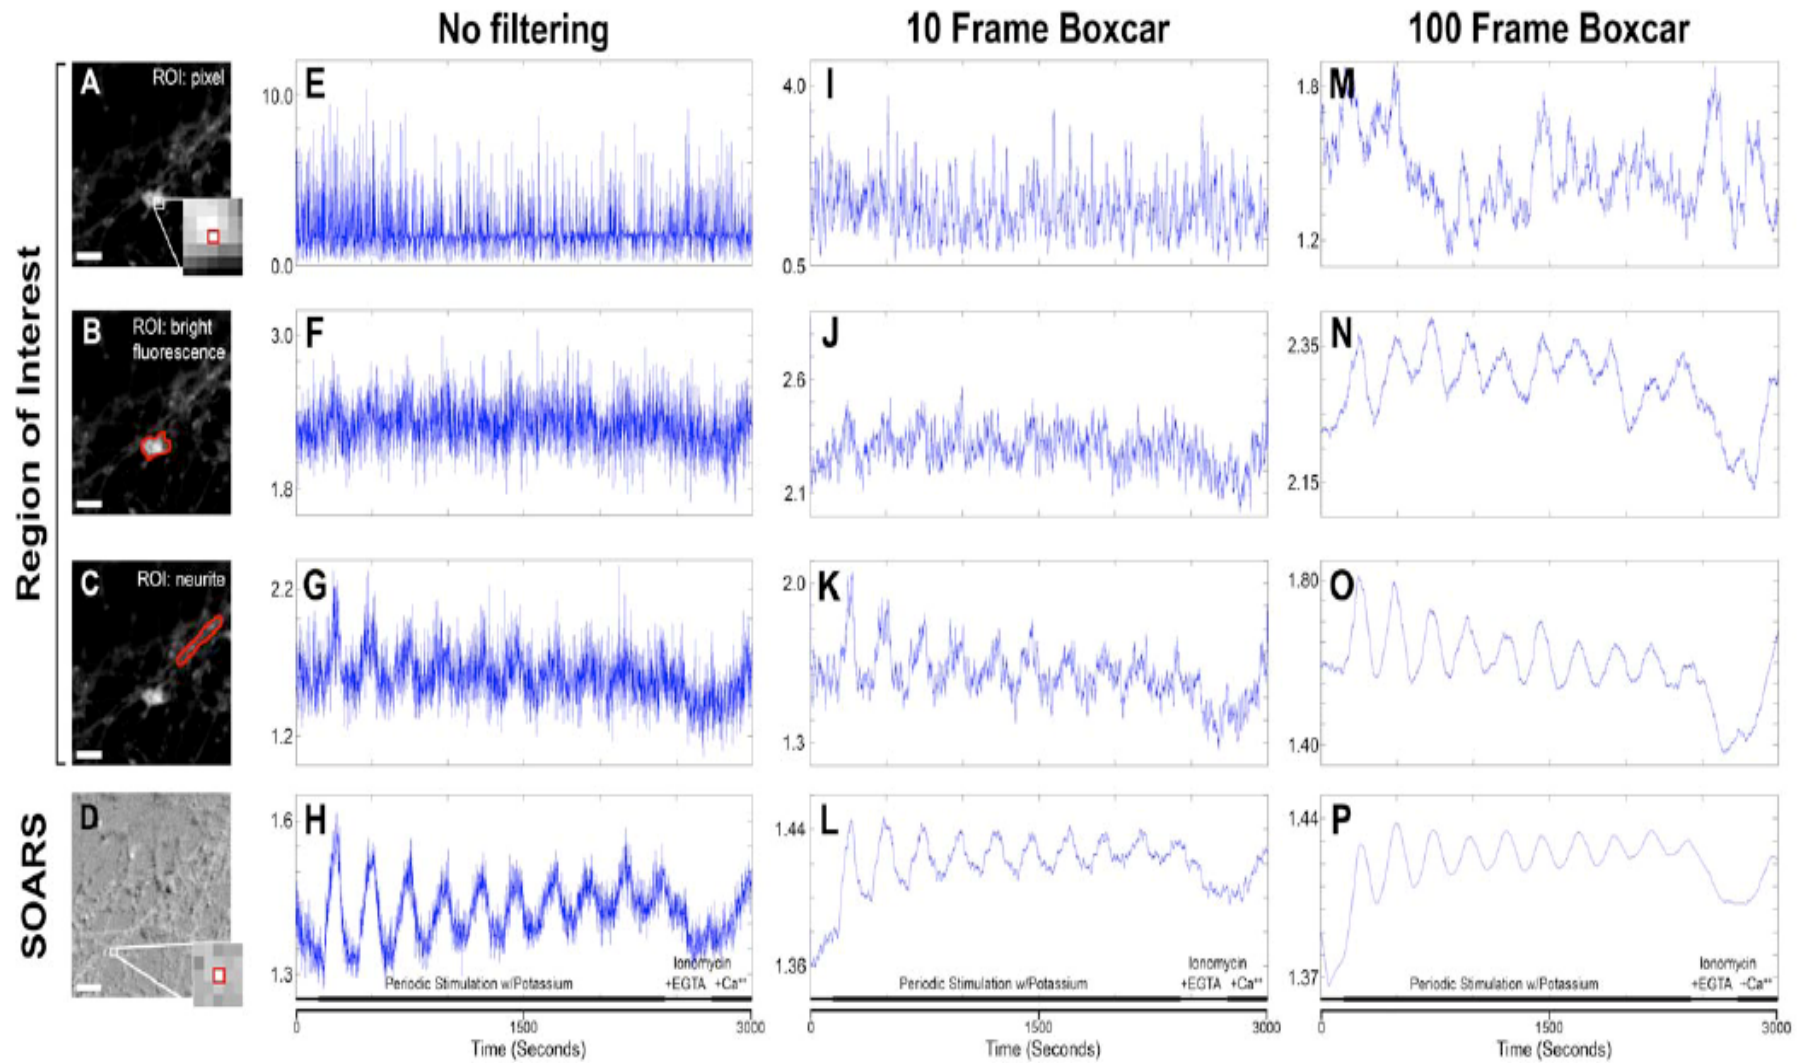 No filtering
10 Frame Boxcar
100 Frame Boxcar
Region of Interest
A
ROI: pixel
E
10.0
0.0
I
4.0
0.5
M
1.8
1.2
B
ROI: bright
fluorescence
F
3.0
1.8
J
2.6
2.1
N
2.35
2.15
C
ROI: neurite
G
2.2
1.2
K
2.0
1.3
O
1.80
1.40
SOARS
D
H
1.6
1.3
Periodic Stimulation w/Potassium
Ionomycin
+EGTA +Ca⁺⁺
0
1500
3000
Time (Seconds)
L
1.44
1.36
Periodic Stimulation w/Potassium
Ionomycin
+EGTA +Ca⁺⁺
0
1500
3000
Time (Seconds)
P
1.44
1.37
Periodic Stimulation w/Potassium
Ionomycin
+EGTA +Ca⁺⁺
0
1500
3000
Time (Seconds)